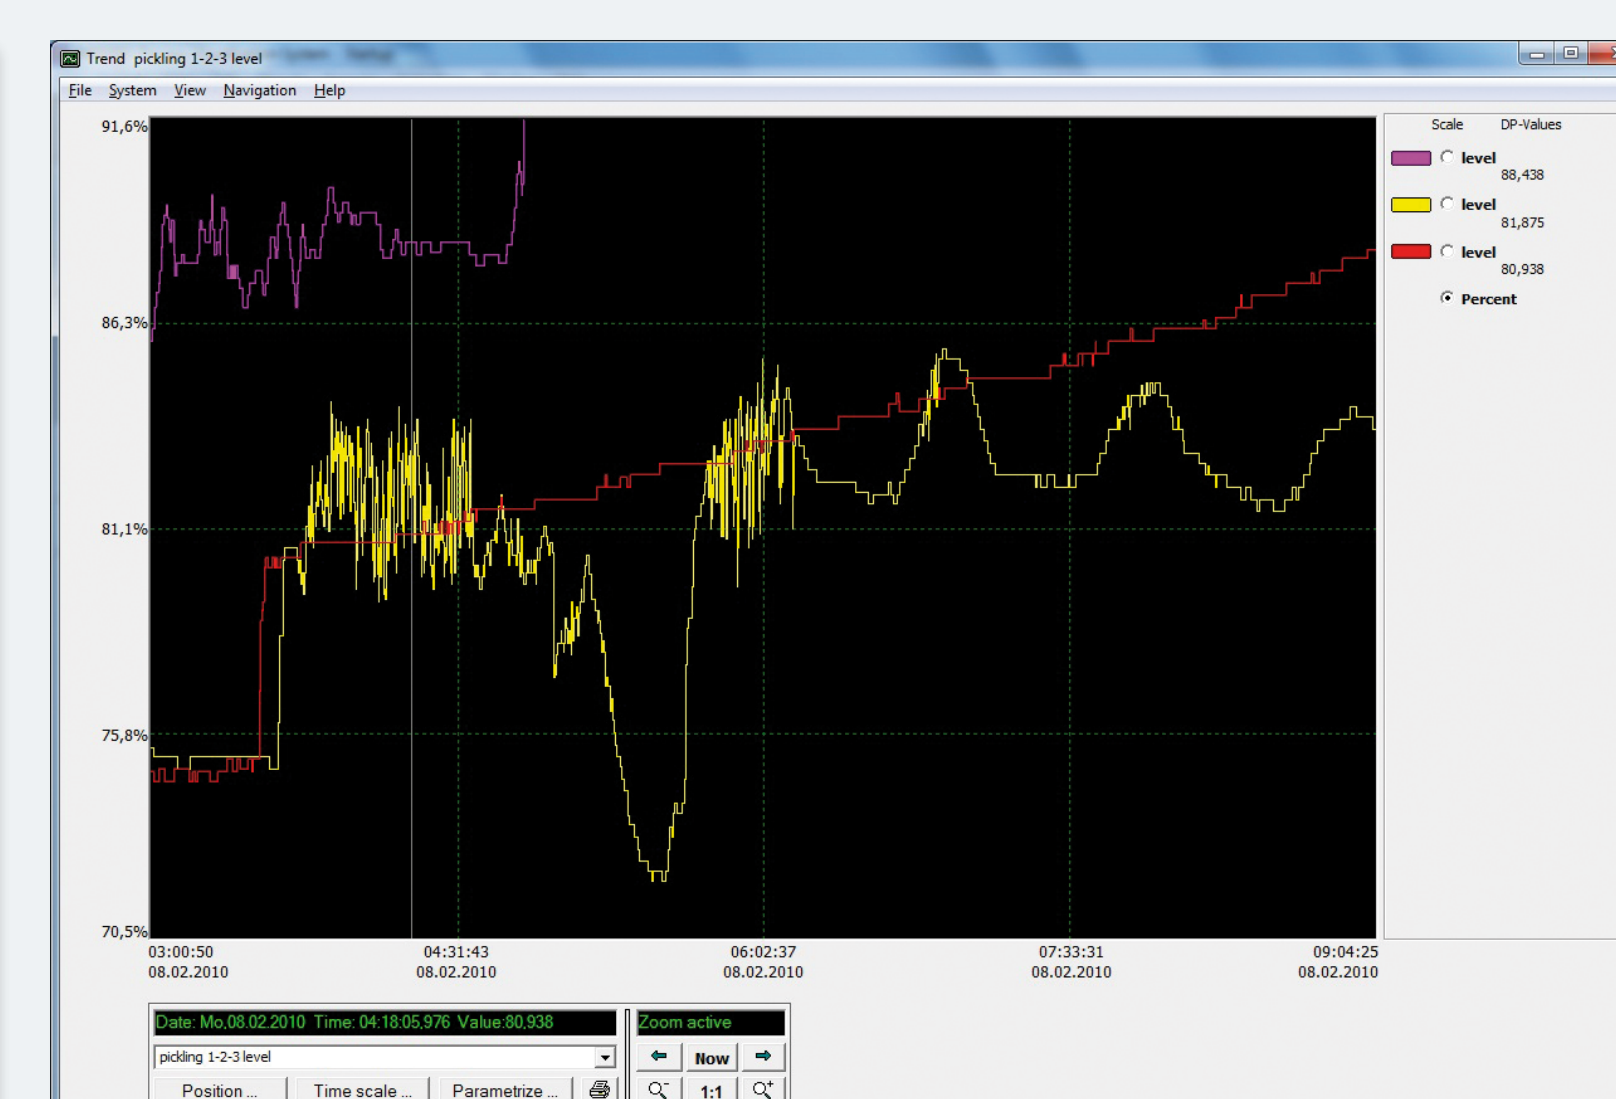 Trend pickling 1-2-3 level
File System View Navigation Help
91,6%
86,3%
81,1%
75,8%
70,5%
03:00:50 04:31:43 06:02:37 07:33:31 09:04:25
08.02.2010 08.02.2010 08.02.2010 08.02.2010 08.02.2010
Scale DP-Values
level
88,438
level
81,875
level
80,938
Percent
Date: Mo,08.02.2010 Time: 04:18:05,976 Value:80,938
Zoom active
pickling 1-2-3 level
Now
Position ... Time scale ... Parametrize ...
1:1